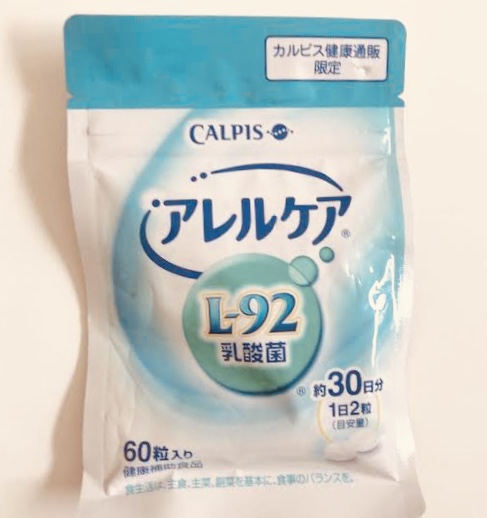 カルピス健康通販
限定
CALPIS
アレルケア®
L-92
乳酸菌
®
約30日分
1日2粒
(目安量)
60粒入り
健康補助食品
食生活は、主食、主菜、副菜を基本に、食事のバランスを。